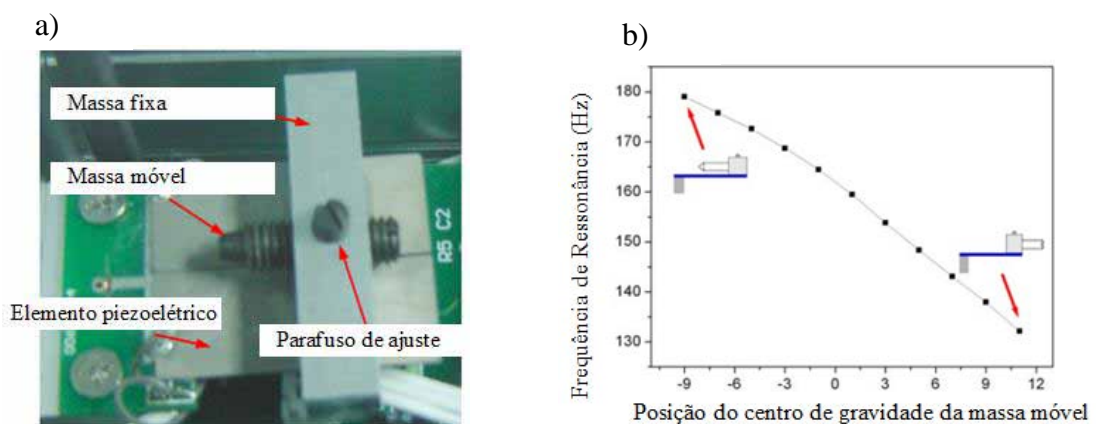 a)
Massa fixa
Massa móvel
Elemento piezoelétrico
Parafuso de ajuste
R5 C2
b)
Frequência de Ressonância (Hz)
180
170
160
150
140
130
-9
-6
-3
0
3
6
9
12
Posição do centro de gravidade da massa móvel